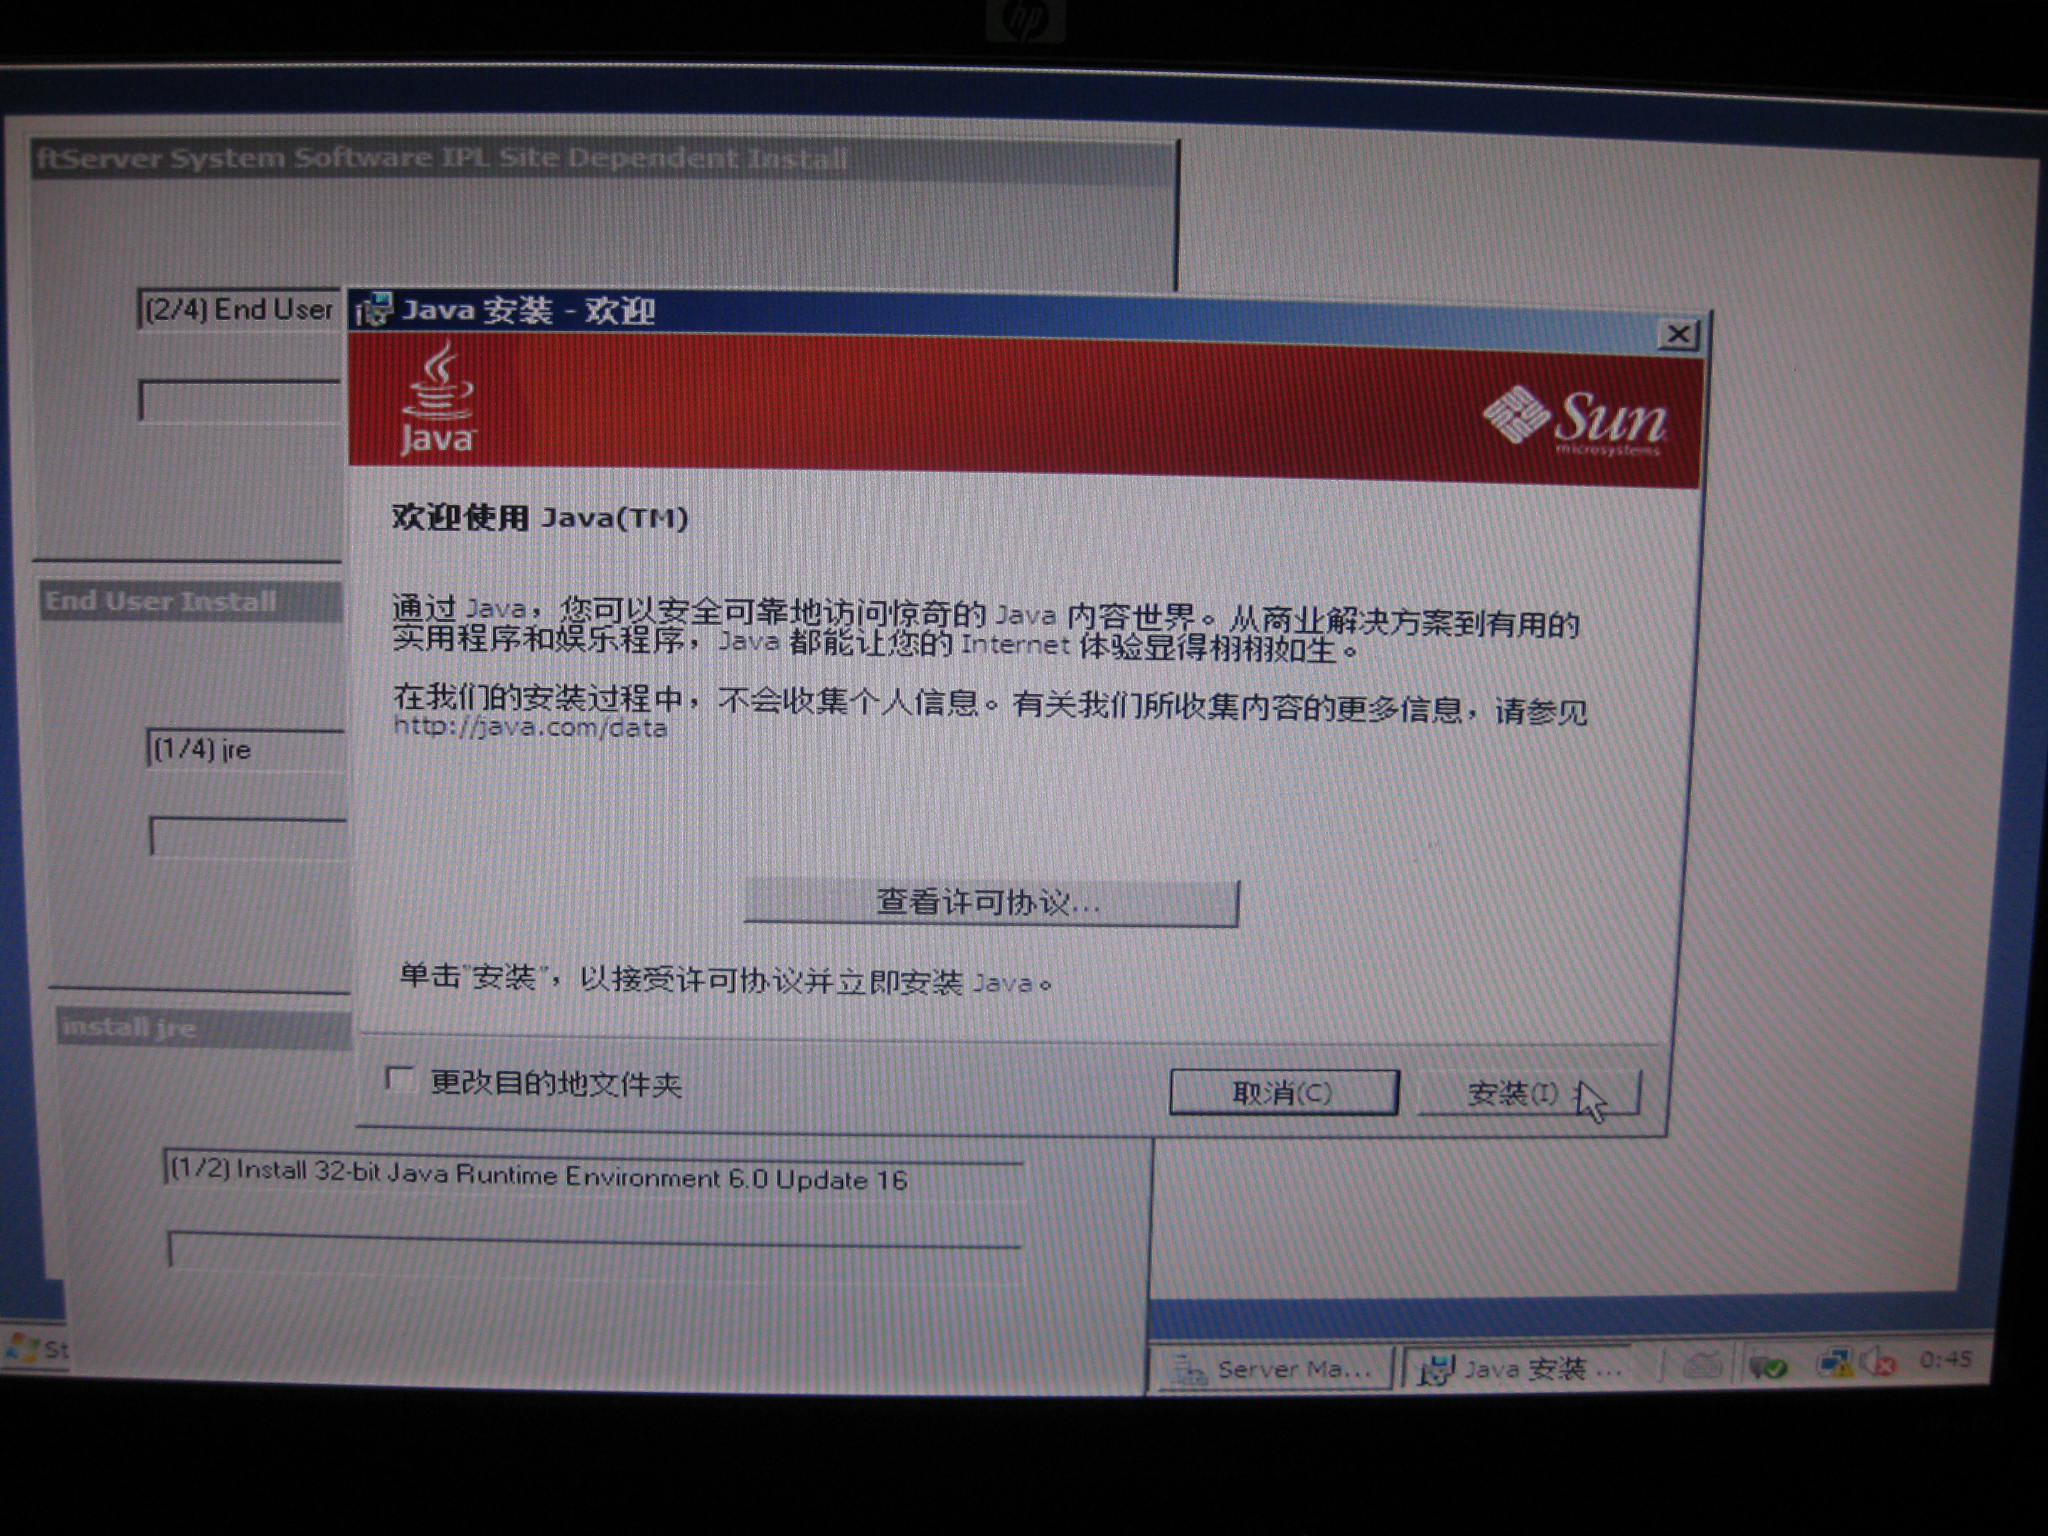 hp
ftServer System Software IPL Site Dependent Install
(2/4) End User
Java 安装 - 欢迎
Java
Sun
microsystems
欢迎使用 Java(TM)
通过 Java，您可以安全可靠地访问惊奇的 Java 内容世界。从商业解决方案到有用的
实用程序和娱乐程序，Java 都能让您的 Internet 体验显得栩栩如生。
在我们的安装过程中，不会收集个人信息。有关我们所收集内容的更多信息，请参见
http://java.com/data
End User Install
(1/4) jre
查看许可协议...
单击"安装"，以接受许可协议并立即安装 Java。
install jre
更改目的地文件夹
取消(C)
安装(I)
(1/2) Install 32-bit Java Runtime Environment 6.0 Update 16
St
Server Ma...
Java 安装 ...
0:45